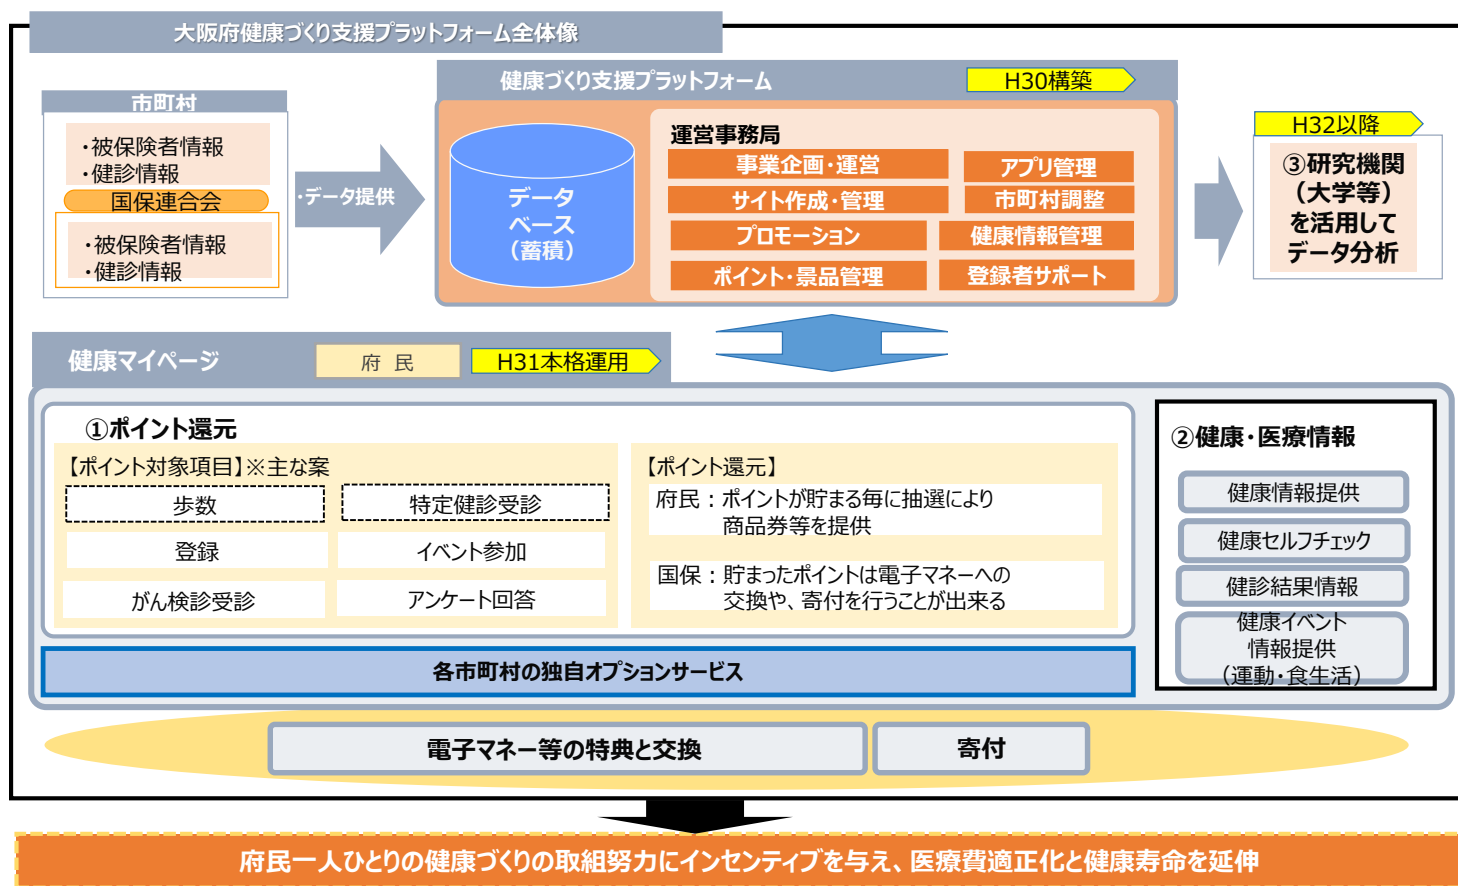 大阪府健康づくり支援プラットフォーム全体像
市町村
・被保険者情報
・健診情報
国保連合会
・被保険者情報
・健診情報
・データ提供
健康づくり支援プラットフォーム
H30構築
データ
ベース
（蓄積）
運営事務局
事業企画・運営
アプリ管理
サイト作成・管理
市町村調整
プロモーション
健康情報管理
ポイント・景品管理
登録者サポート
H32以降
③研究機関
（大学等）
を活用して
データ分析
健康マイページ
府 民
H31本格運用
①ポイント還元
【ポイント対象項目】※主な案
歩数
特定健診受診
登録
イベント参加
がん検診受診
アンケート回答
【ポイント還元】
府民：ポイントが貯まる毎に抽選により
商品券等を提供
国保：貯まったポイントは電子マネーへの
交換や、寄付を行うことが出来る
各市町村の独自オプションサービス
②健康・医療情報
健康情報提供
健康セルフチェック
健診結果情報
健康イベント
情報提供
（運動・食生活）
電子マネー等の特典と交換
寄付
府民一人ひとりの健康づくりの取組努力にインセンティブを与え、医療費適正化と健康寿命を延伸